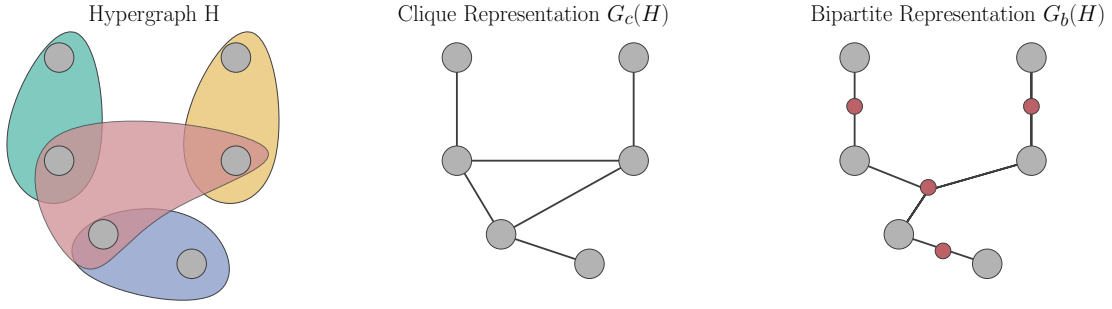 Hypergraph H
Clique Representation G_c(H)
Bipartite Representation G_b(H)